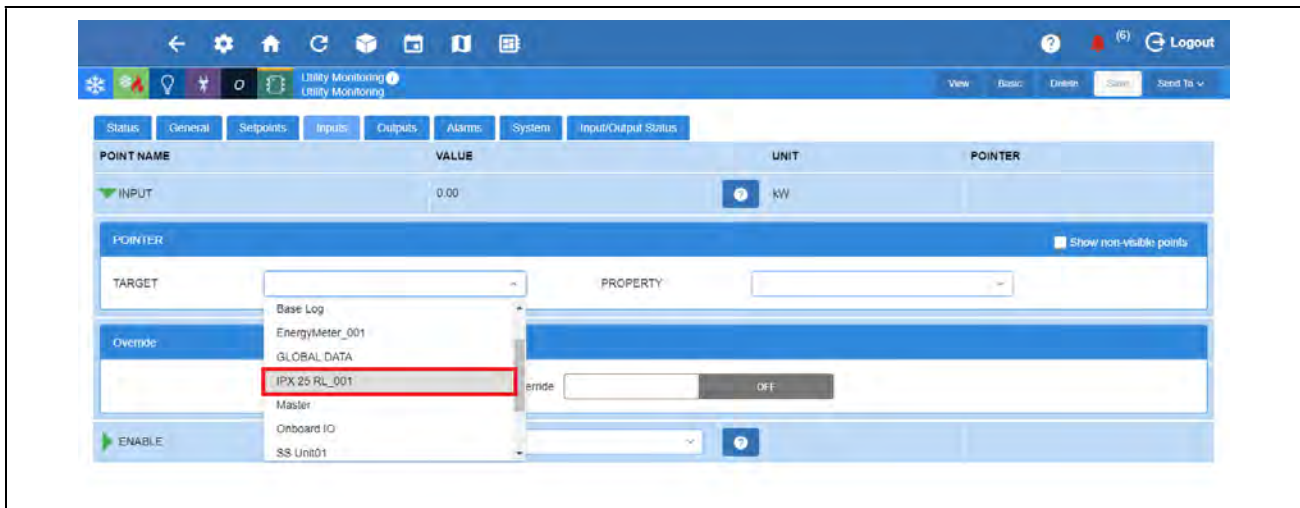 (6) Logout
Utility Monitoring
Utility Monitoring
View Basic Delete Save Send To
Status General Setpoints Inputs Outputs Alarms System Input/Output Status
POINT NAME VALUE UNIT POINTER
INPUT 0.00 ? kW
POINTER Show non-visible points
TARGET PROPERTY
Base Log
EnergyMeter_001
GLOBAL DATA
Override
IPX 25 RL_001
erride OFF
Master
Onboard IO
ENABLE ?
SS Unit01